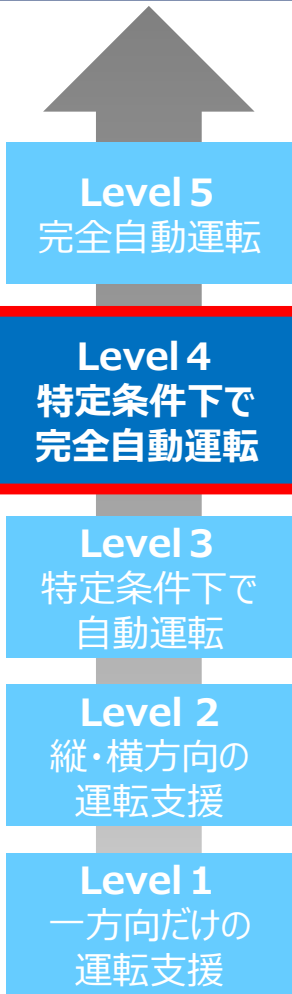 Level 5
完全自動運転
Level 4
特定条件下で
完全自動運転
Level 3
特定条件下で
自動運転
Level 2
縦・横方向の
運転支援
Level 1
一方向だけの
運転支援